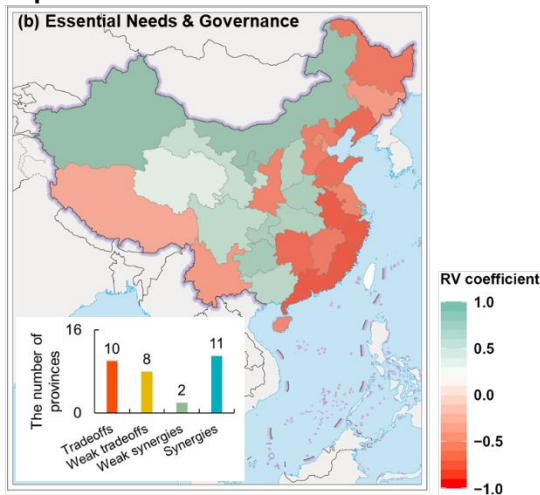 (b) Essential Needs & Governance
RV coefficient
1.0
0.5
0.0
−0.5
−1.0
The number of
provinces
16
0
10
8
2
11
Tradeoffs
Weak tradeoffs
Weak synergies
Synergies